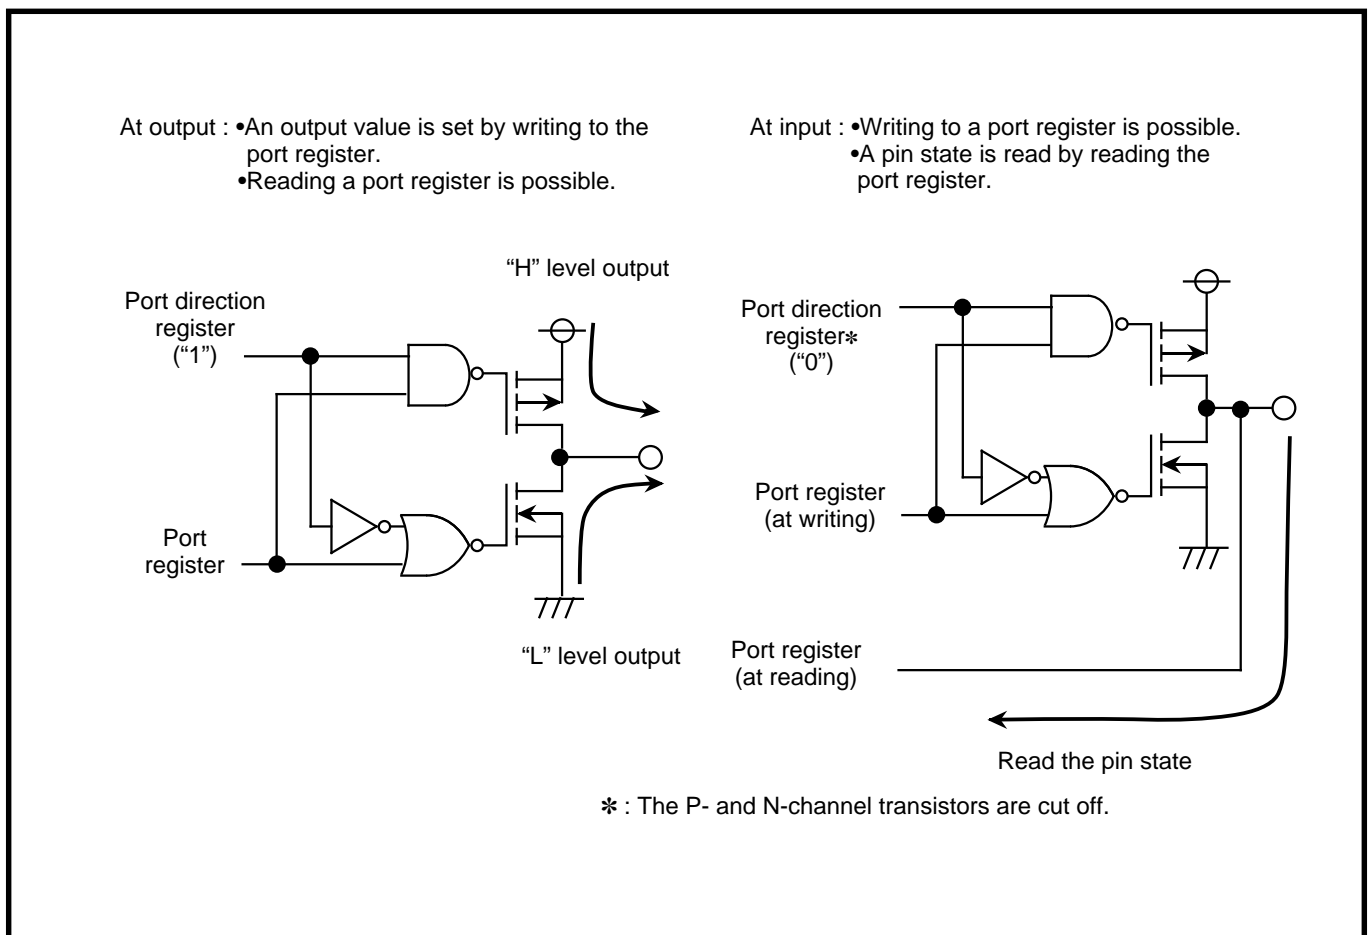 At output : •An output value is set by writing to the
port register.
•Reading a port register is possible.
At input : •Writing to a port register is possible.
•A pin state is read by reading the
port register.
“H” level output
Port direction
register
(“1”)
Port
register
“L” level output
Port direction
register✽
(“0”)
Port register
(at writing)
Port register
(at reading)
Read the pin state
✽ : The P- and N-channel transistors are cut off.